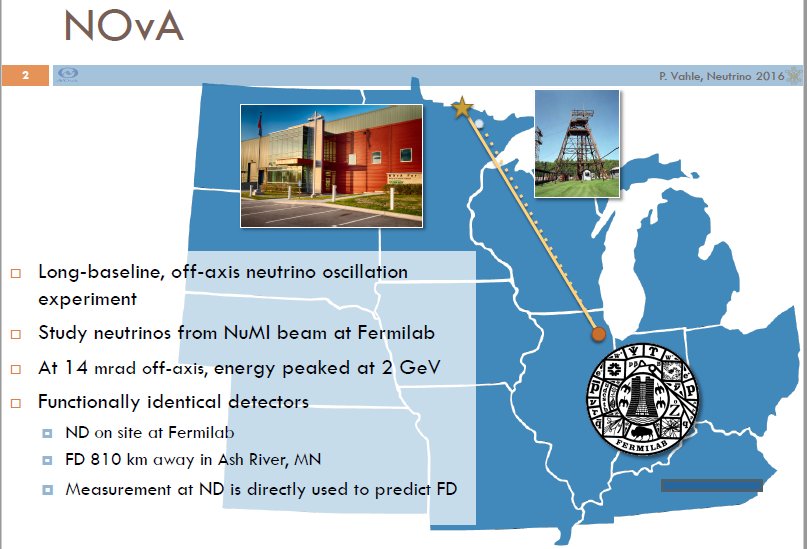 NOνA
2
P. Vahle, Neutrino 2016
Long-baseline, off-axis neutrino oscillation
experiment
Study neutrinos from NuMI beam at Fermilab
At 14 mrad off-axis, energy peaked at 2 GeV
Functionally identical detectors
ND on site at Fermilab
FD 810 km away in Ash River, MN
Measurement at ND is directly used to predict FD
FERMILAB